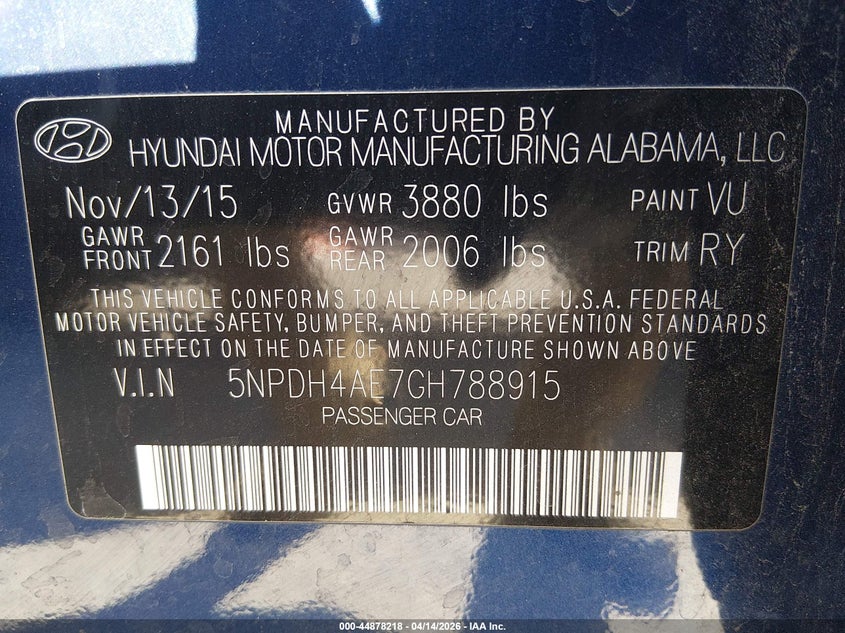 MANUFACTURED BY
HYUNDAI MOTOR MANUFACTURING ALABAMA, LLC
Nov/13/15 GVWR 3880 lbs PAINT VU
GAWR FRONT 2161 lbs GAWR REAR 2006 lbs TRIM RY
THIS VEHICLE CONFORMS TO ALL APPLICABLE U.S.A. FEDERAL
MOTOR VEHICLE SAFETY, BUMPER, AND THEFT PREVENTION STANDARDS
IN EFFECT ON THE DATE OF MANUFACTURE SHOWN ABOVE
V.I.N 5NPDH4AE7GH788915
PASSENGER CAR
000-44878218 - 04/14/2026 - IAA Inc.